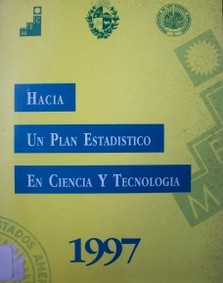 M T C
HACIA
UN PLAN ESTADISTICO
EN CIENCIA Y TECNOLOGIA
1997